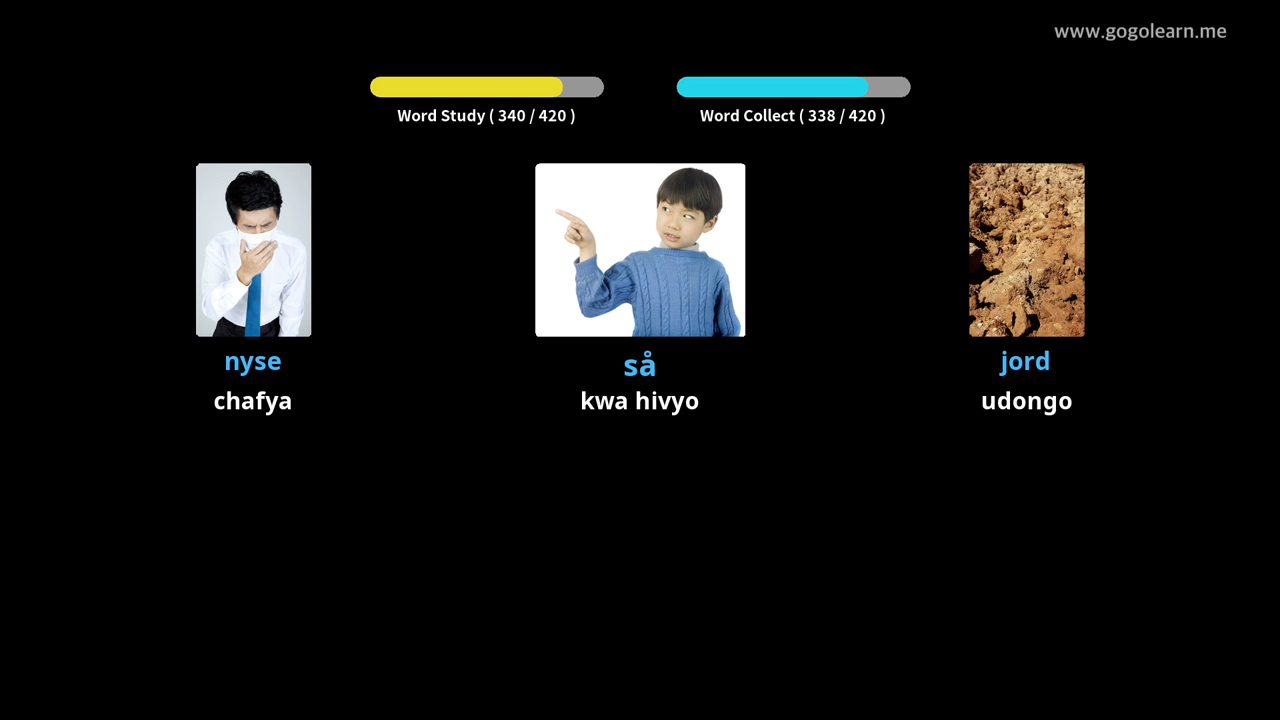 www.gogolearn.me
Word Study ( 340 / 420 )
Word Collect ( 338 / 420 )
nyse
så
jord
chafya
kwa hivyo
udongo